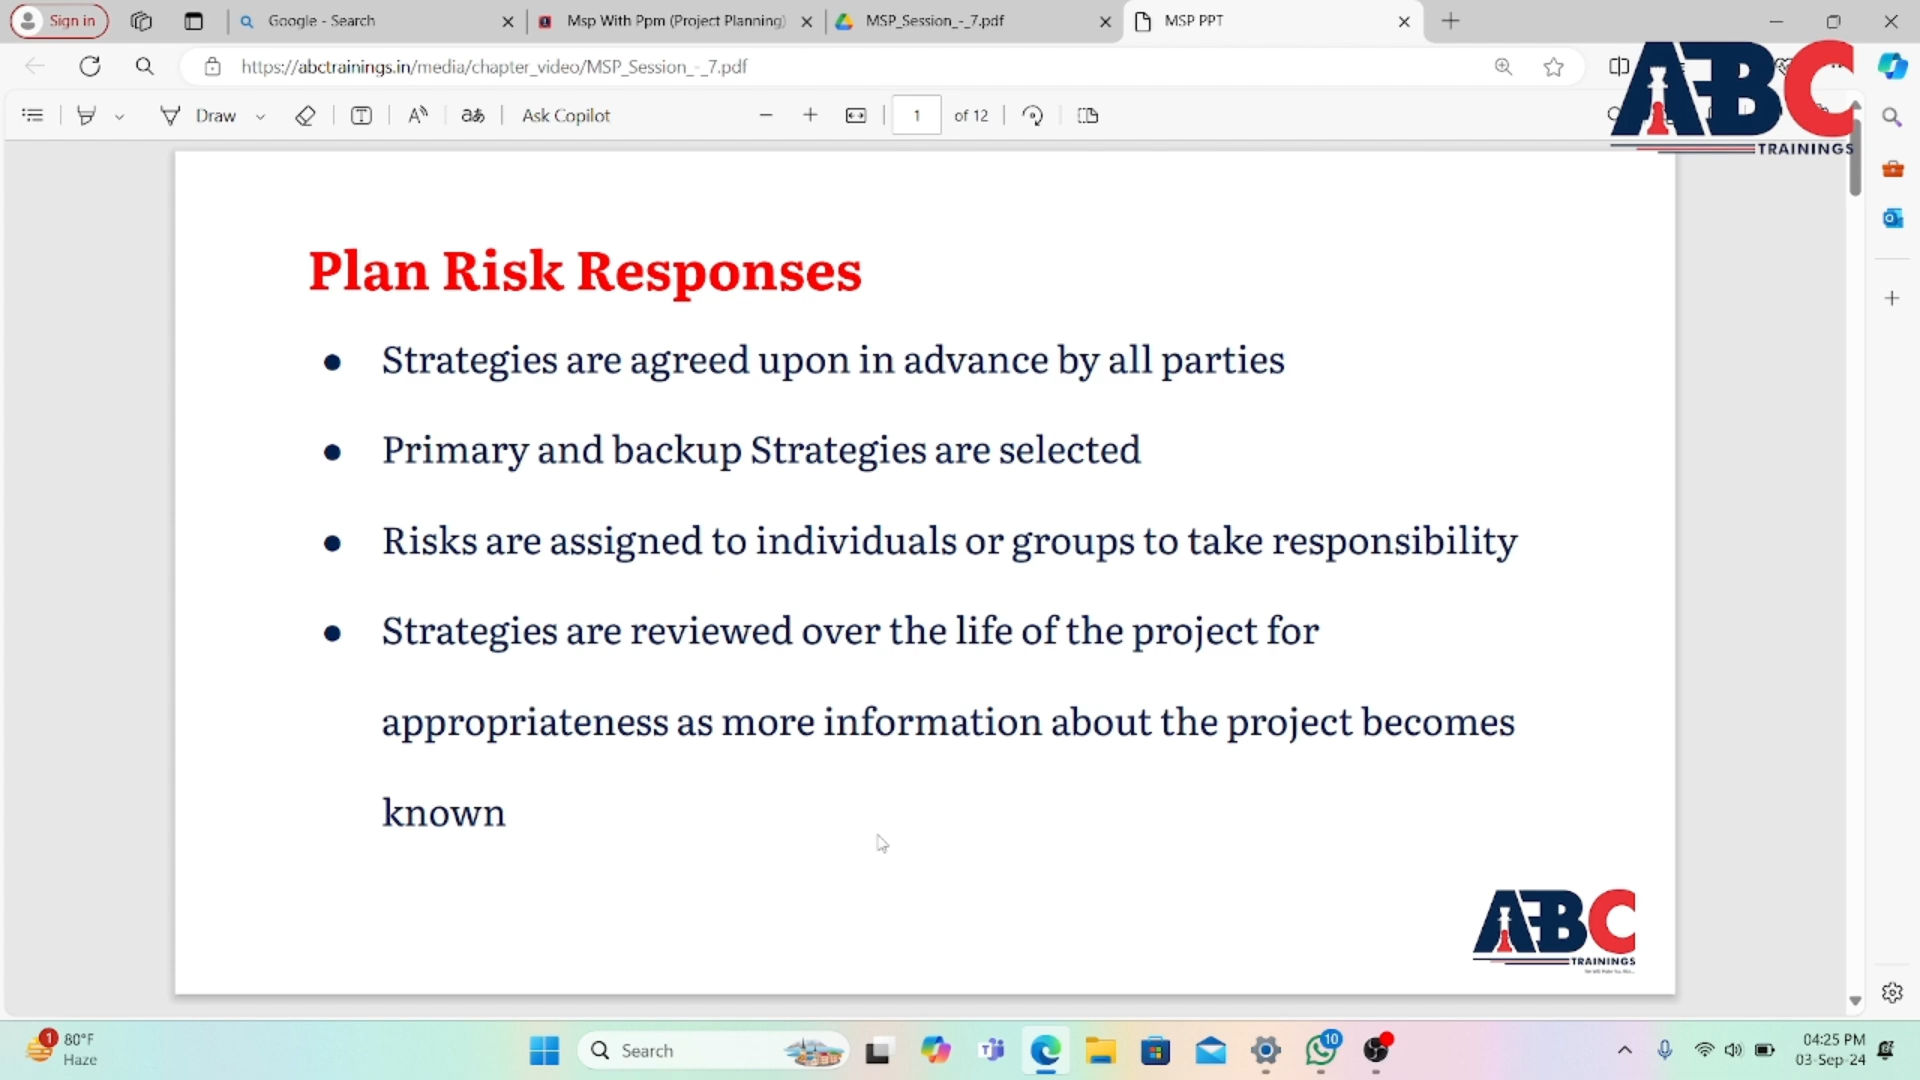 Sign in
Google - Search
Msp With Ppm (Project Planning)
MSP_Session_-_7.pdf
MSP PPT
https://abctrainings.in/media/chapter_video/MSP_Session_-_7.pdf
Draw
Ask Copilot
1 of 12
ABC
TRAININGS
Plan Risk Responses
● Strategies are agreed upon in advance by all parties
● Primary and backup Strategies are selected
● Risks are assigned to individuals or groups to take responsibility
● Strategies are reviewed over the life of the project for
appropriateness as more information about the project becomes
known
ABC
TRAININGS
1
80°F
Haze
Search
10
04:25 PM
03-Sep-24